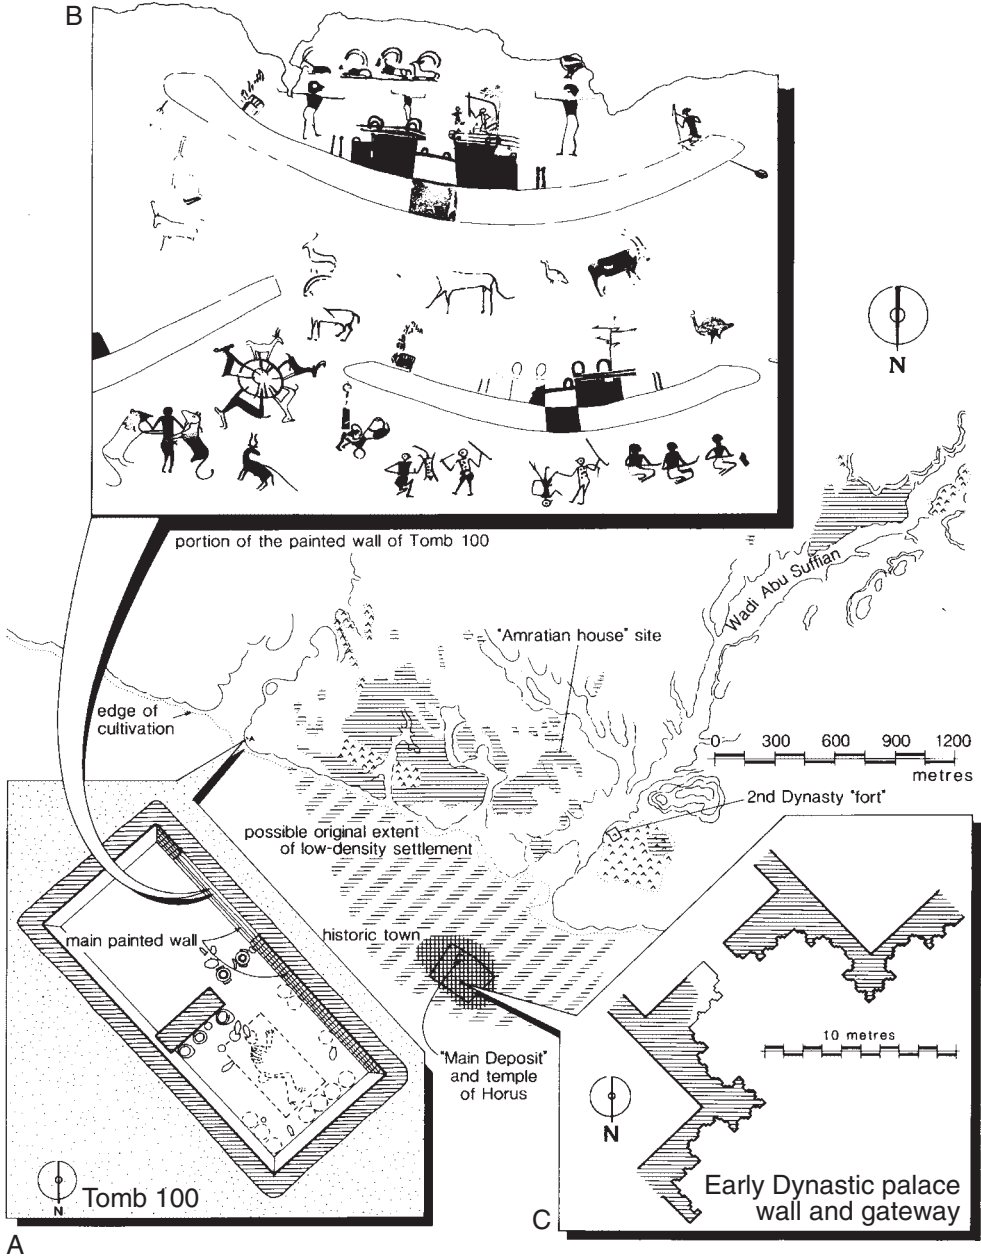 B
N
portion of the painted wall of Tomb 100
Wadi Abu Suffian
"Amratian house" site
edge of
cultivation
0 300 600 900 1200
metres
2nd Dynasty "fort"
possible original extent
of low-density settlement
historic town
main painted wall
10 metres
"Main Deposit"
and temple
of Horus
N
N
Tomb 100
Early Dynastic palace
wall and gateway
C
A